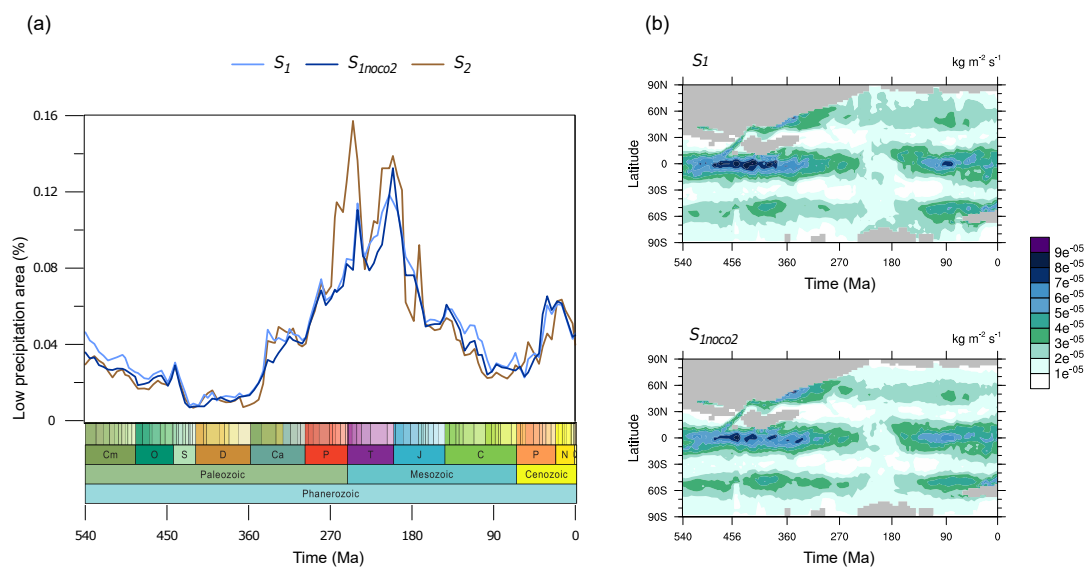 (a)
S1 S1noco2 S2
Low precipitation area (%)
0.16
0.12
0.08
0.04
0
Cm O S D Ca P T J C P N
Paleozoic Mesozoic Cenozoic
Phanerozoic
540 450 360 270 180 90 0
Time (Ma)
(b)
S1 kg m-2 s-1
90N
60N
30N
0
30S
60S
90S
Latitude
540 456 360 270 180 90 0
Time (Ma)
S1noco2 kg m-2 s-1
90N
60N
30N
0
30S
60S
90S
Latitude
540 456 360 270 180 90 0
Time (Ma)
9e-05
8e-05
7e-05
6e-05
5e-05
4e-05
3e-05
2e-05
1e-05